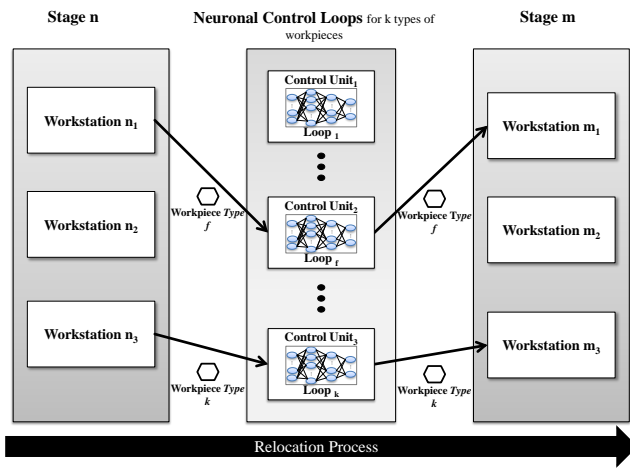 Stage n
Neuronal Control Loops for k types of
workpieces
Stage m
Workstation n1
Workstation n2
Workstation n3
Control Unit1
Loop 1
Control Unit2
Loop f
Control Unit3
Loop k
Workpiece Type
f
Workpiece Type
k
Workpiece Type
f
Workpiece Type
k
Workstation m1
Workstation m2
Workstation m3
Relocation Process